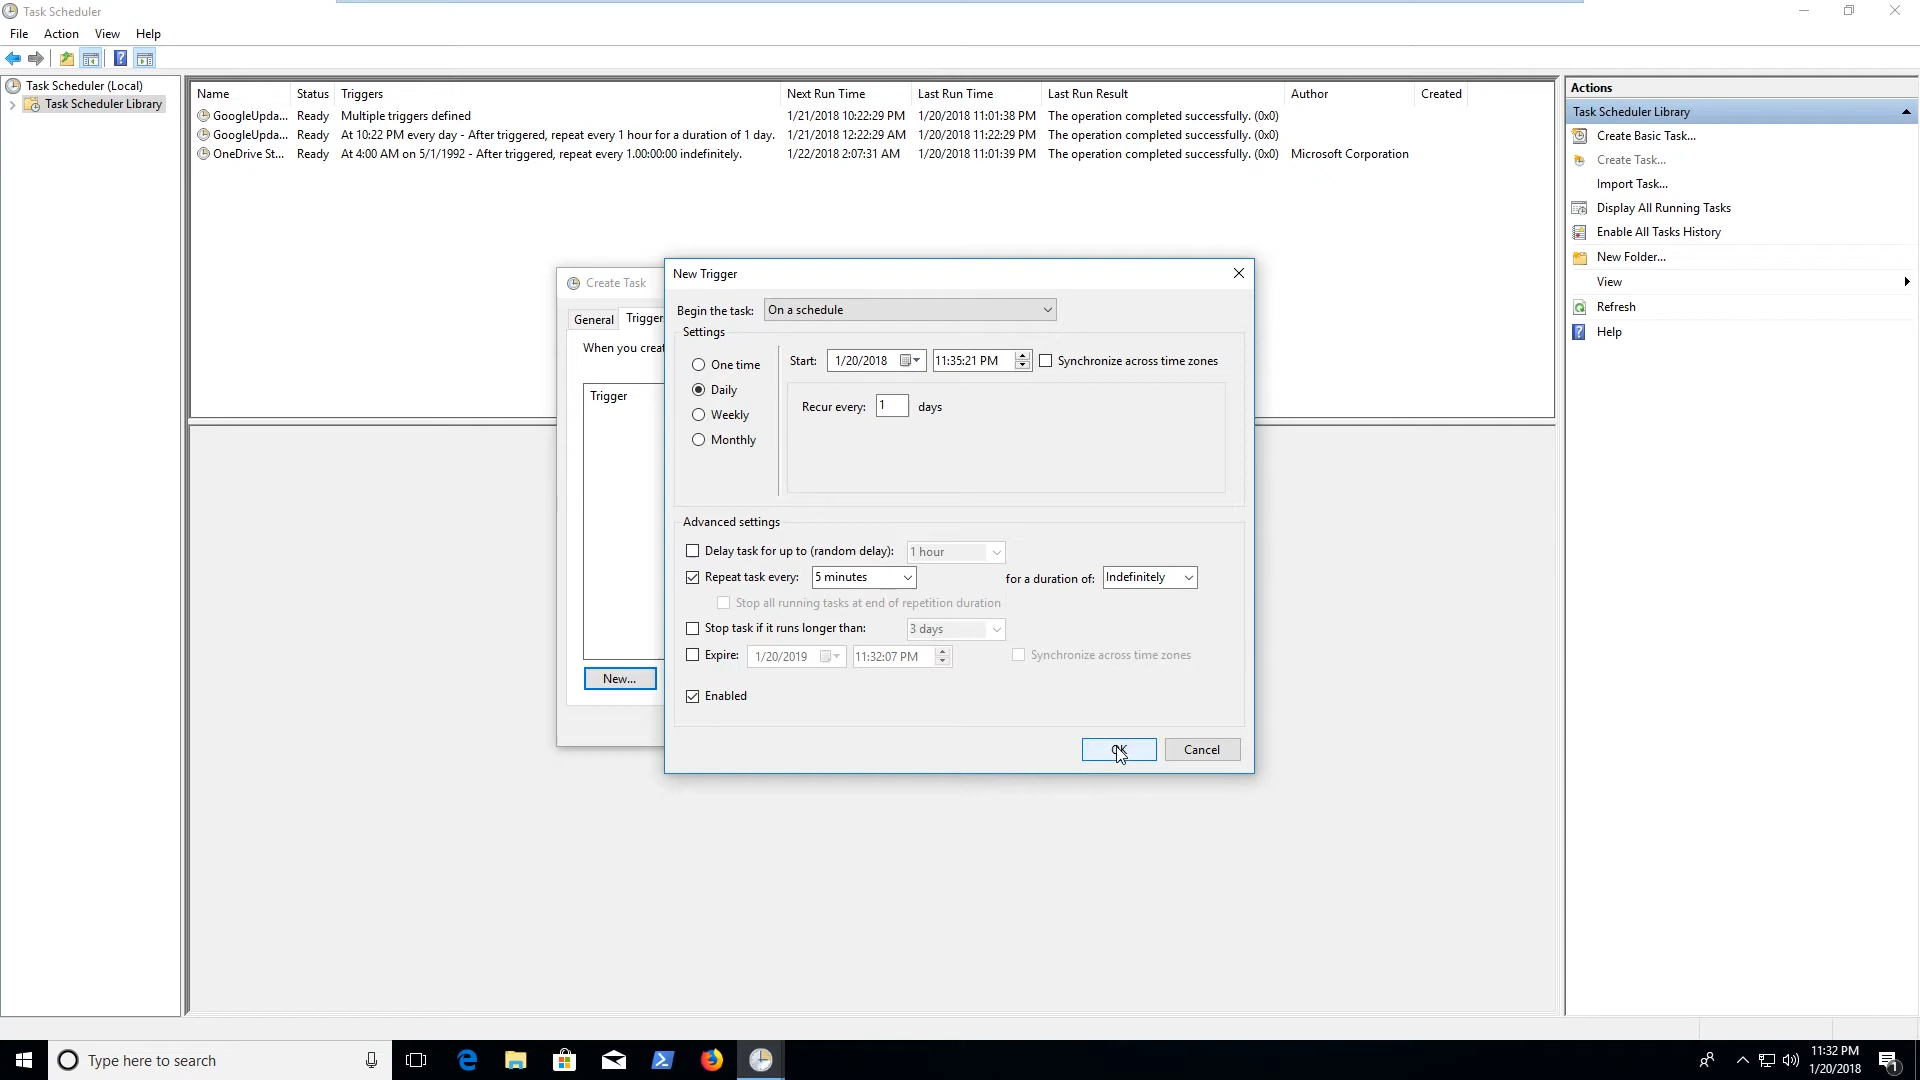 Task Scheduler
File Action View Help
Task Scheduler (Local)
Task Scheduler Library
Name Status Triggers Next Run Time Last Run Time Last Run Result Author Created
GoogleUpda... Ready Multiple triggers defined 1/21/2018 10:22:29 PM 1/20/2018 11:01:38 PM The operation completed successfully. (0x0)
GoogleUpda... Ready At 10:22 PM every day - After triggered, repeat every 1 hour for a duration of 1 day. 1/21/2018 12:22:29 AM 1/20/2018 11:22:29 PM The operation completed successfully. (0x0)
OneDrive St... Ready At 4:00 AM on 5/1/1992 - After triggered, repeat every 1.00:00:00 indefinitely. 1/22/2018 2:07:31 AM 1/20/2018 11:01:39 PM The operation completed successfully. (0x0) Microsoft Corporation
Actions
Task Scheduler Library
Create Basic Task...
Create Task...
Import Task...
Display All Running Tasks
Enable All Tasks History
New Folder...
View
Refresh
Help
Create Task
General Trigger
When you creat
Trigger
New...
New Trigger
Begin the task: On a schedule
Settings
One time
Daily
Weekly
Monthly
Start: 1/20/2018 11:35:21 PM Synchronize across time zones
Recur every: 1 days
Advanced settings
Delay task for up to (random delay): 1 hour
Repeat task every: 5 minutes for a duration of: Indefinitely
Stop all running tasks at end of repetition duration
Stop task if it runs longer than: 3 days
Expire: 1/20/2019 11:32:07 PM Synchronize across time zones
Enabled
OK Cancel
Type here to search
11:32 PM
1/20/2018
1